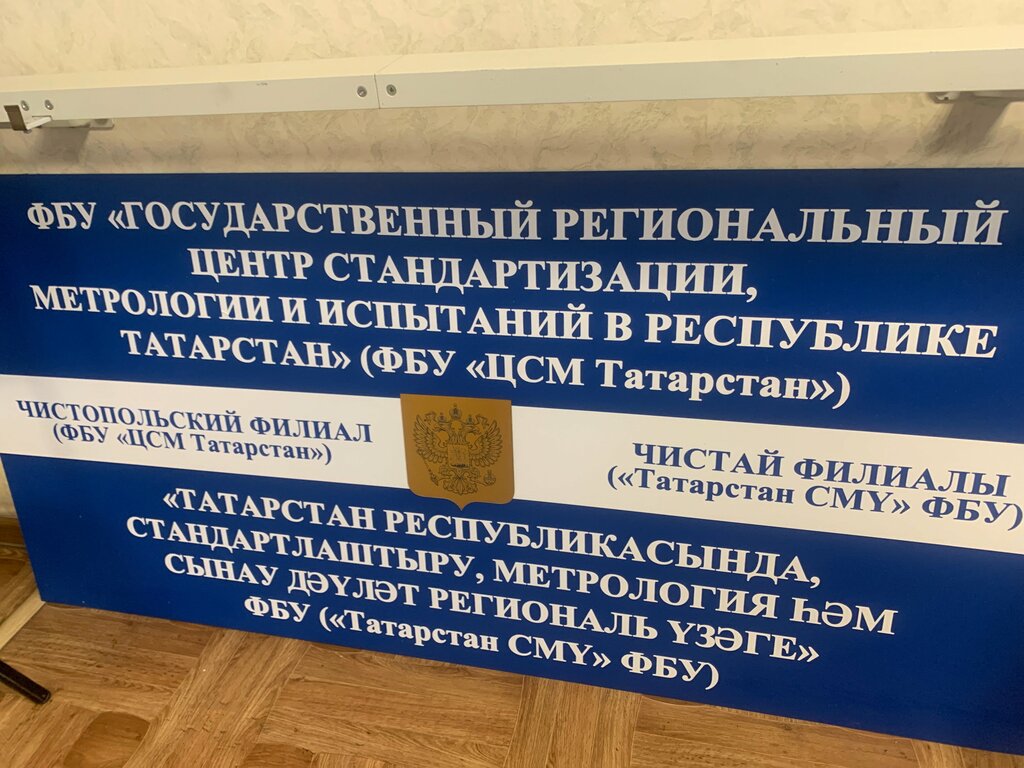 ФБУ «ГОСУДАРСТВЕННЫЙ РЕГИОНАЛЬНЫЙ
ЦЕНТР СТАНДАРТИЗАЦИИ,
МЕТРОЛОГИИ И ИСПЫТАНИЙ В РЕСПУБЛИКЕ
ТАТАРСТАН» (ФБУ «ЦСМ Татарстан»)
ЧИСТОПОЛЬСКИЙ ФИЛИАЛ
(ФБУ «ЦСМ Татарстан»)
ЧИСТАЙ ФИЛИАЛЫ
(«Татарстан СМҮ» ФБУ)
«ТАТАРСТАН РЕСПУБЛИКАСЫНДА,
СТАНДАРТЛАШТЫРУ, МЕТРОЛОГИЯ ҺӘМ
СЫНАУ ДӘҮЛӘТ РЕГИОНАЛЬ ҮЗӘГЕ»
ФБУ («Татарстан СМҮ» ФБУ)